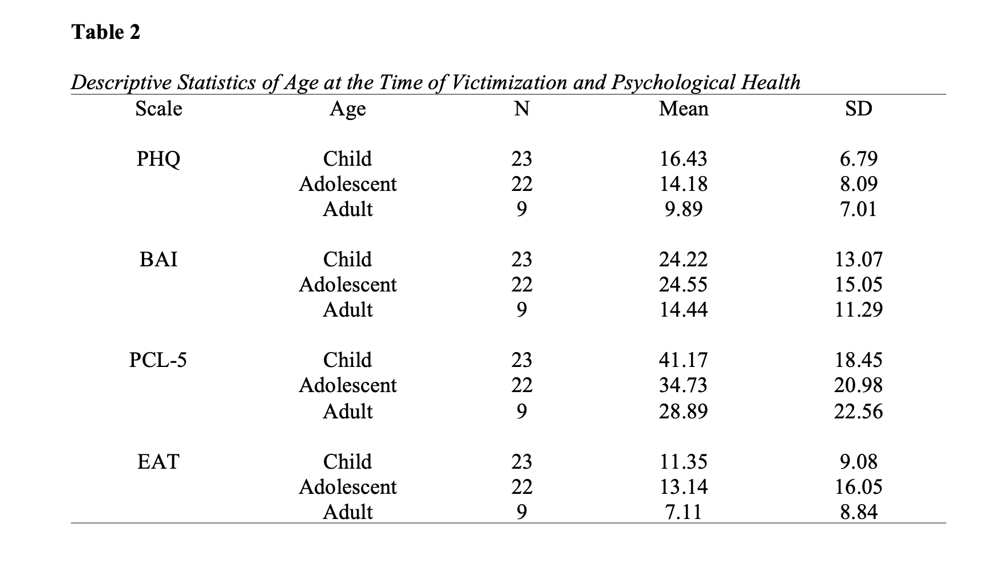 Table 2
Descriptive Statistics of Age at the Time of Victimization and Psychological Health
Scale Age N Mean SD
PHQ Child 23 16.43 6.79
Adolescent 22 14.18 8.09
Adult 9 9.89 7.01
BAI Child 23 24.22 13.07
Adolescent 22 24.55 15.05
Adult 9 14.44 11.29
PCL-5 Child 23 41.17 18.45
Adolescent 22 34.73 20.98
Adult 9 28.89 22.56
EAT Child 23 11.35 9.08
Adolescent 22 13.14 16.05
Adult 9 7.11 8.84